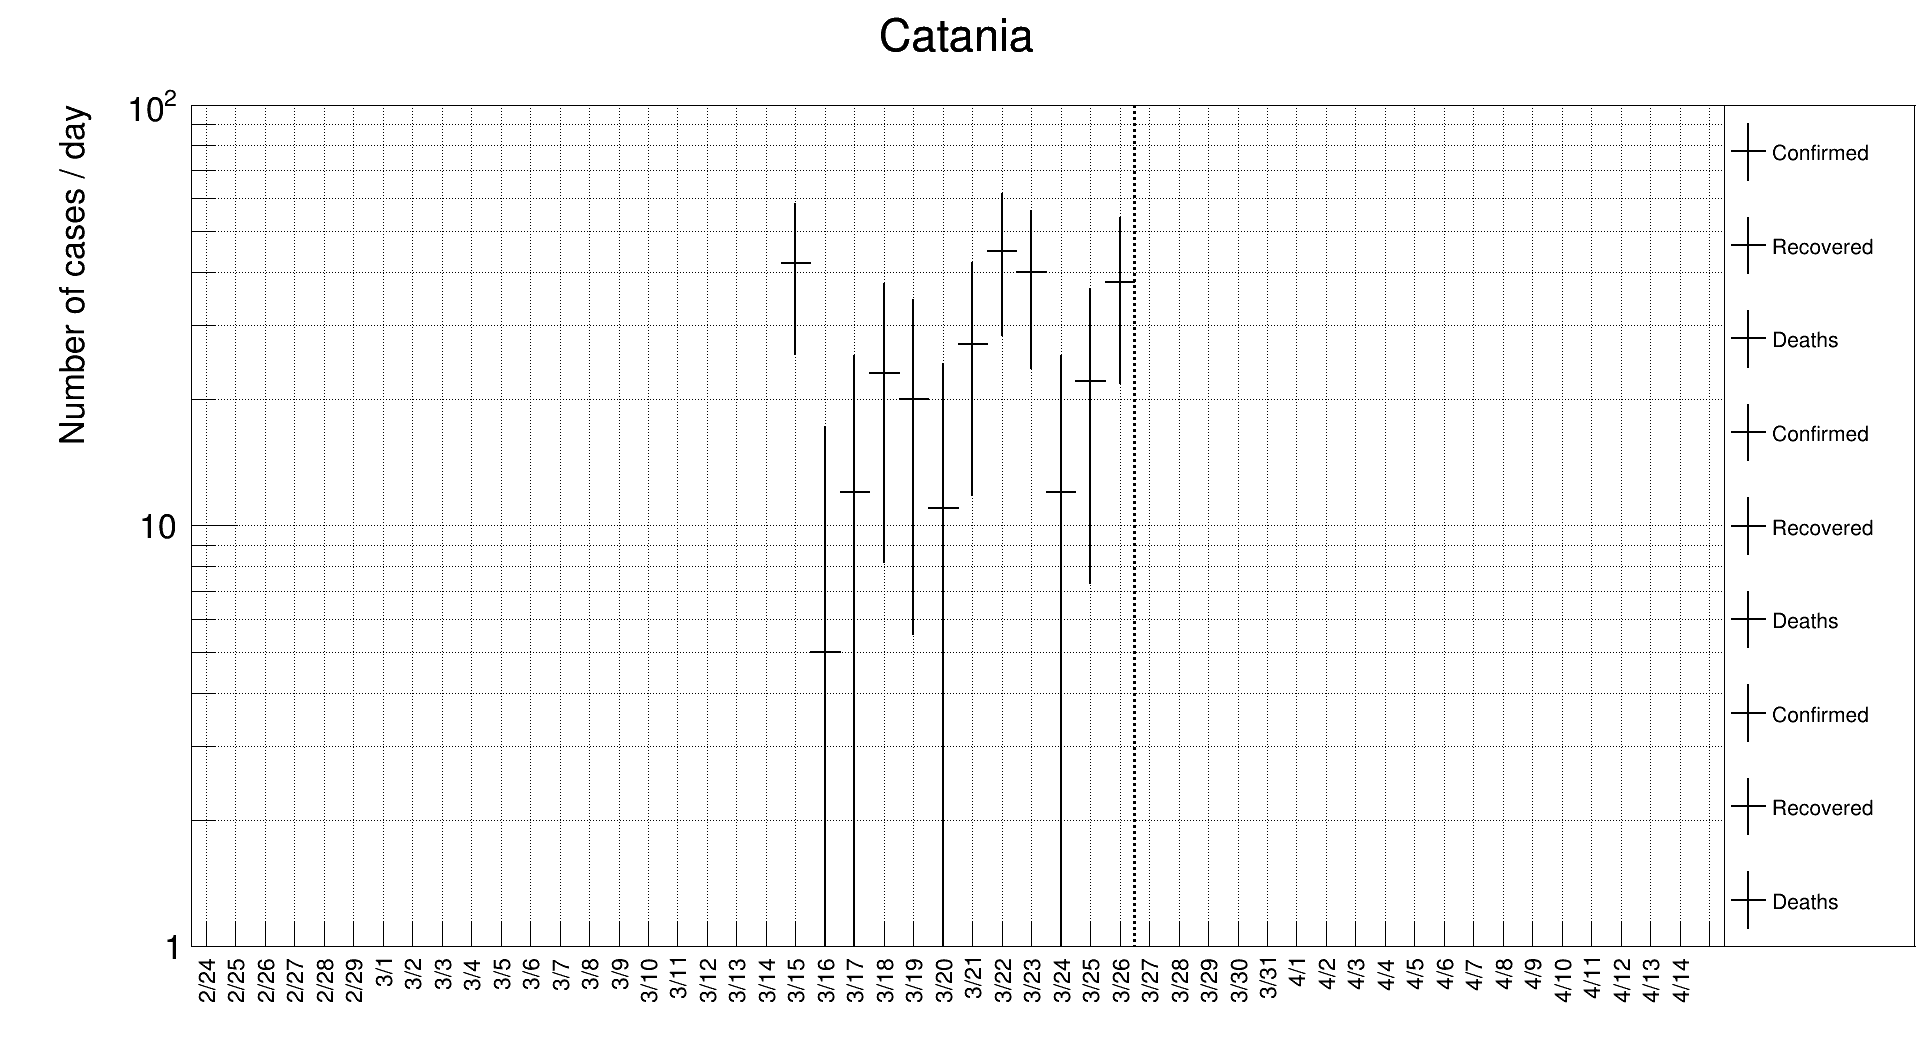 Catania
Number of cases / day
10²
10
1
2/24 2/25 2/26 2/27 2/28 2/29 3/1 3/2 3/3 3/4 3/5 3/6 3/7 3/8 3/9 3/10 3/11 3/12 3/13 3/14 3/15 3/16 3/17 3/18 3/19 3/20 3/21 3/22 3/23 3/24 3/25 3/26 3/27 3/28 3/29 3/30 3/31 4/1 4/2 4/3 4/4 4/5 4/6 4/7 4/8 4/9 4/10 4/11 4/12 4/13 4/14
Confirmed
Recovered
Deaths
Confirmed
Recovered
Deaths
Confirmed
Recovered
Deaths